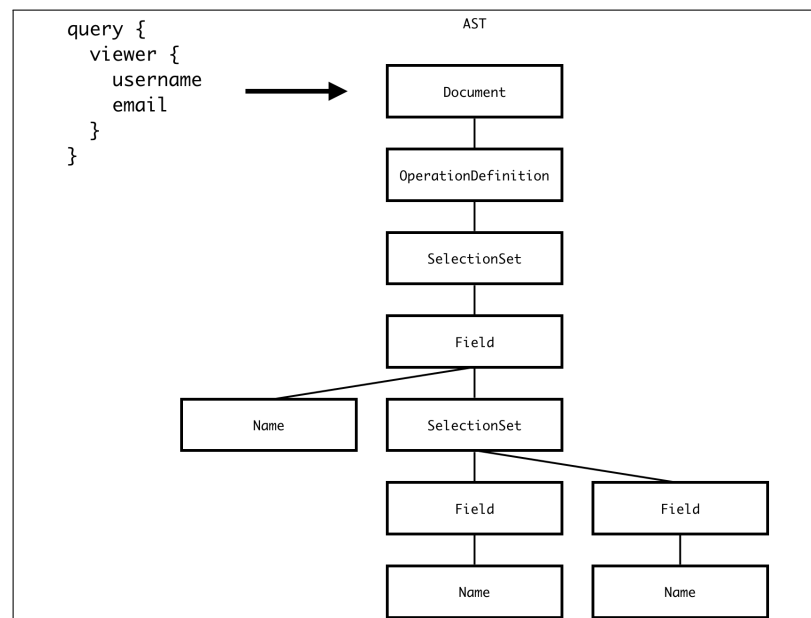 query {
  viewer {
    username
    email
  }
}
AST
Document
OperationDefinition
SelectionSet
Field
Name
SelectionSet
Field
Field
Name
Name